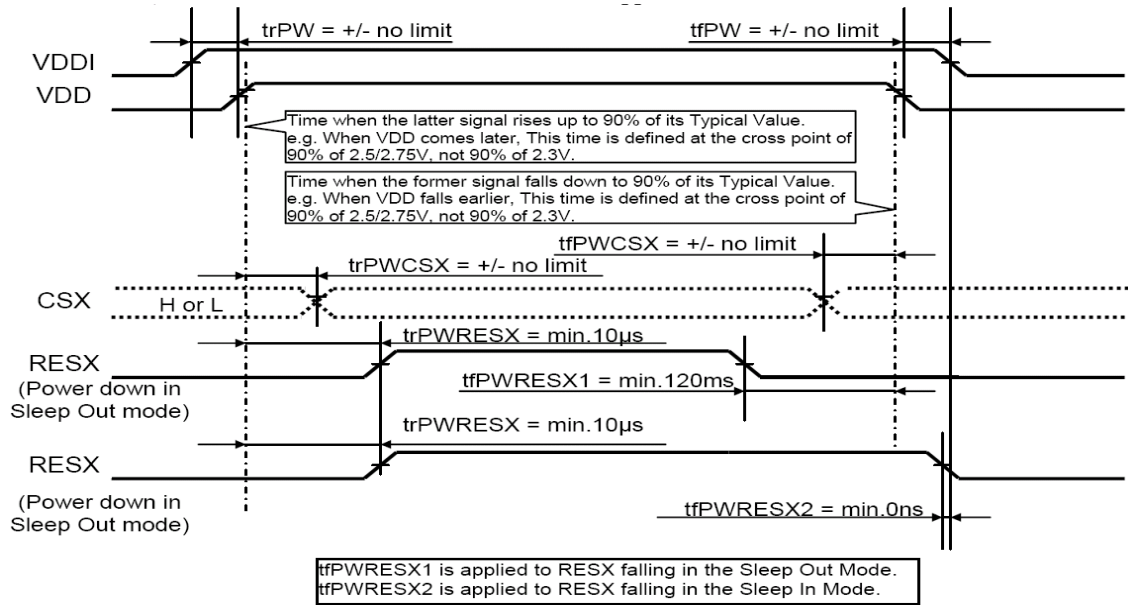 trPW = +/- no limit
tfPW = +/- no limit
VDDI
VDD
Time when the latter signal rises up to 90% of its Typical Value.
e.g. When VDD comes later, This time is defined at the cross point of
90% of 2.5/2.75V, not 90% of 2.3V.
Time when the former signal falls down to 90% of its Typical Value.
e.g. When VDD falls earlier, This time is defined at the cross point of
90% of 2.5/2.75V, not 90% of 2.3V.
tfPWCSX = +/- no limit
trPWCSX = +/- no limit
CSX
H or L
trPWRESX = min.10µs
RESX
(Power down in
Sleep Out mode)
tfPWRESX1 = min.120ms
trPWRESX = min.10µs
RESX
(Power down in
Sleep Out mode)
tfPWRESX2 = min.0ns
tfPWRESX1 is applied to RESX falling in the Sleep Out Mode.
tfPWRESX2 is applied to RESX falling in the Sleep In Mode.